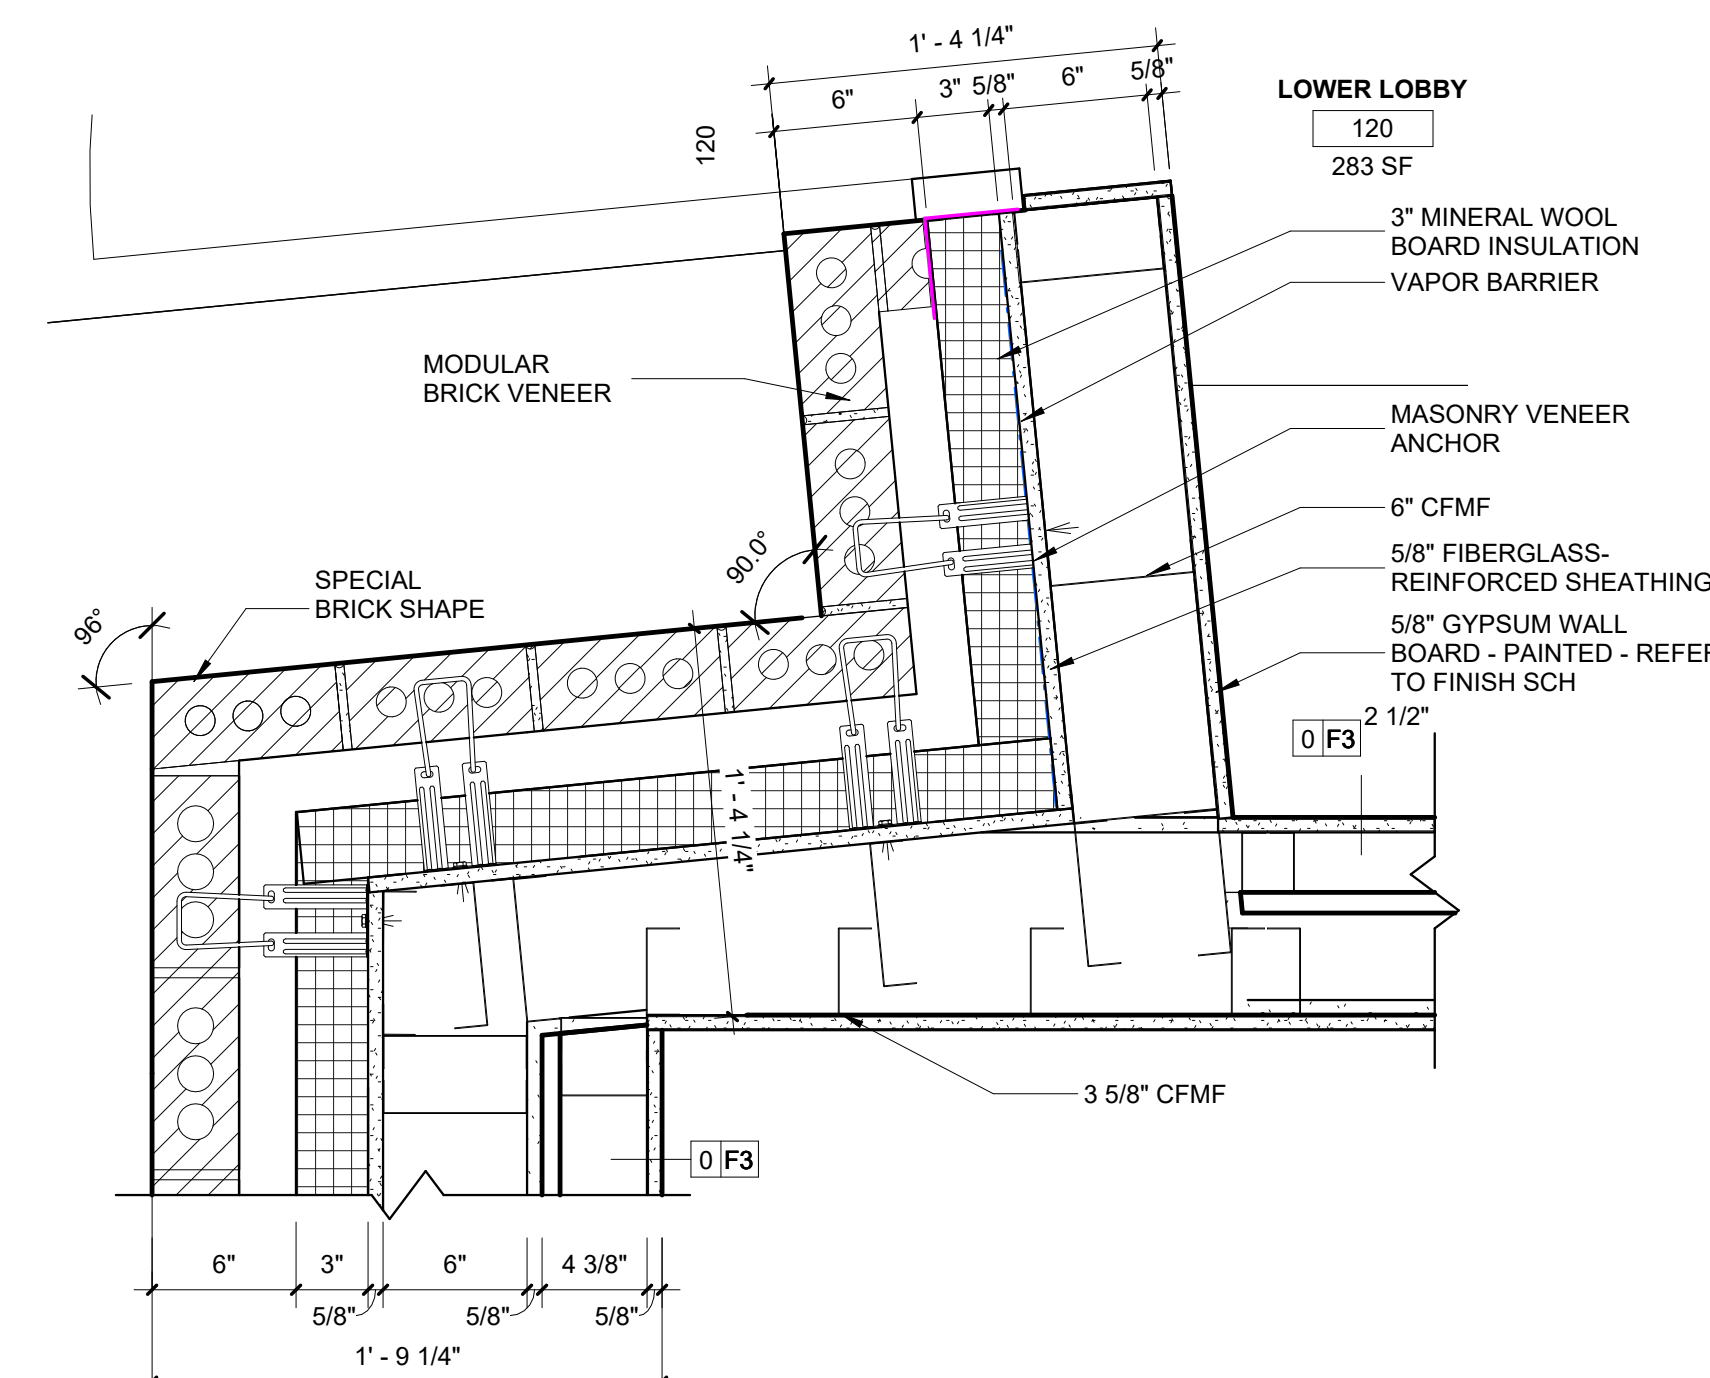 1' - 4 1/4"
6"
3"
5/8"
6"
5/8"
120
LOWER LOBBY
120
283 SF
3" MINERAL WOOL
BOARD INSULATION
VAPOR BARRIER
MODULAR
BRICK VENEER
MASONRY VENEER
ANCHOR
6" CFMF
90.0°
5/8" FIBERGLASS-
REINFORCED SHEATHING
SPECIAL
BRICK SHAPE
96°
5/8" GYPSUM WALL
BOARD - PAINTED - REFER
TO FINISH SCH
2 1/2"
0 F3
1' - 4 1/4"
3 5/8" CFMF
0 F3
6"
3"
6"
4 3/8"
5/8"
5/8"
5/8"
1' - 9 1/4"